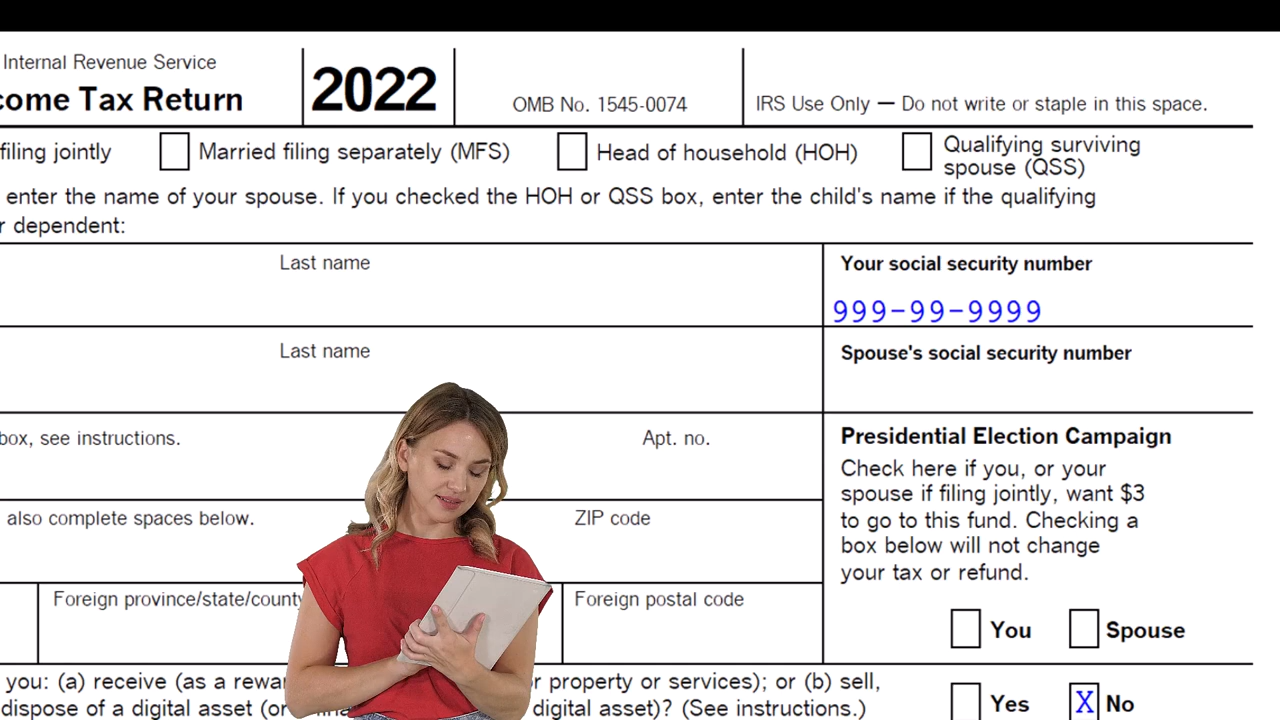 Internal Revenue Service
come Tax Return
2022
OMB No. 1545-0074
IRS Use Only — Do not write or staple in this space.
filing jointly
Married filing separately (MFS)
Head of household (HOH)
Qualifying surviving
spouse (QSS)
enter the name of your spouse. If you checked the HOH or QSS box, enter the child's name if the qualifying
r dependent:
Last name
Your social security number
999-99-9999
Last name
Spouse's social security number
box, see instructions.
Apt. no.
Presidential Election Campaign
Check here if you, or your
spouse if filing jointly, want $3
to go to this fund. Checking a
box below will not change
your tax or refund.
also complete spaces below.
ZIP code
Foreign province/state/county
Foreign postal code
You
Spouse
you: (a) receive (as a rewar
r property or services); or (b) sell,
Yes
X No
dispose of a digital asset (or
digital asset)? (See instructions.)